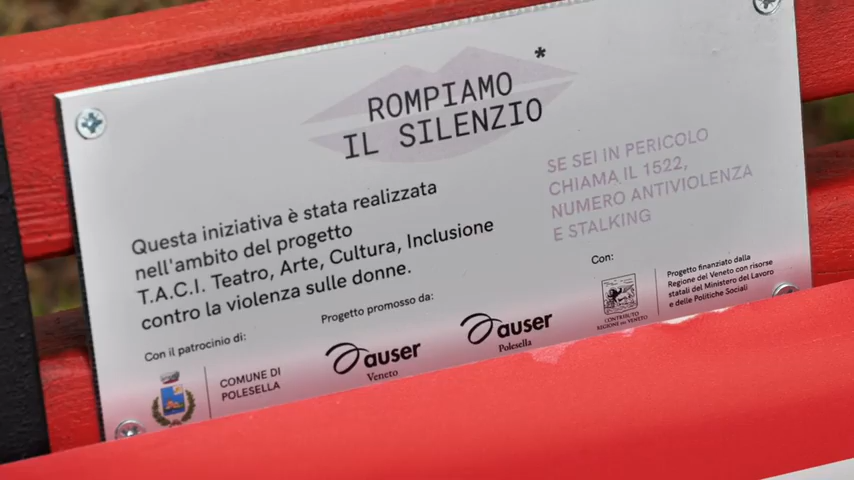 ROMPIAMO *
IL SILENZIO
SE SEI IN PERICOLO
CHIAMA IL 1522,
NUMERO ANTIVIOLENZA
E STALKING
Questa iniziativa è stata realizzata
nell'ambito del progetto
T.A.C.I. Teatro, Arte, Cultura, Inclusione
contro la violenza sulle donne.
Con il patrocinio di:
COMUNE DI
POLESELLA
Progetto promosso da:
auser
Veneto
auser
Polesella
Con:
CONTRIBUTO
REGIONE DEL VENETO
Progetto finanziato dalla
Regione del Veneto con risorse
statali del Ministero del Lavoro
e delle Politiche Sociali